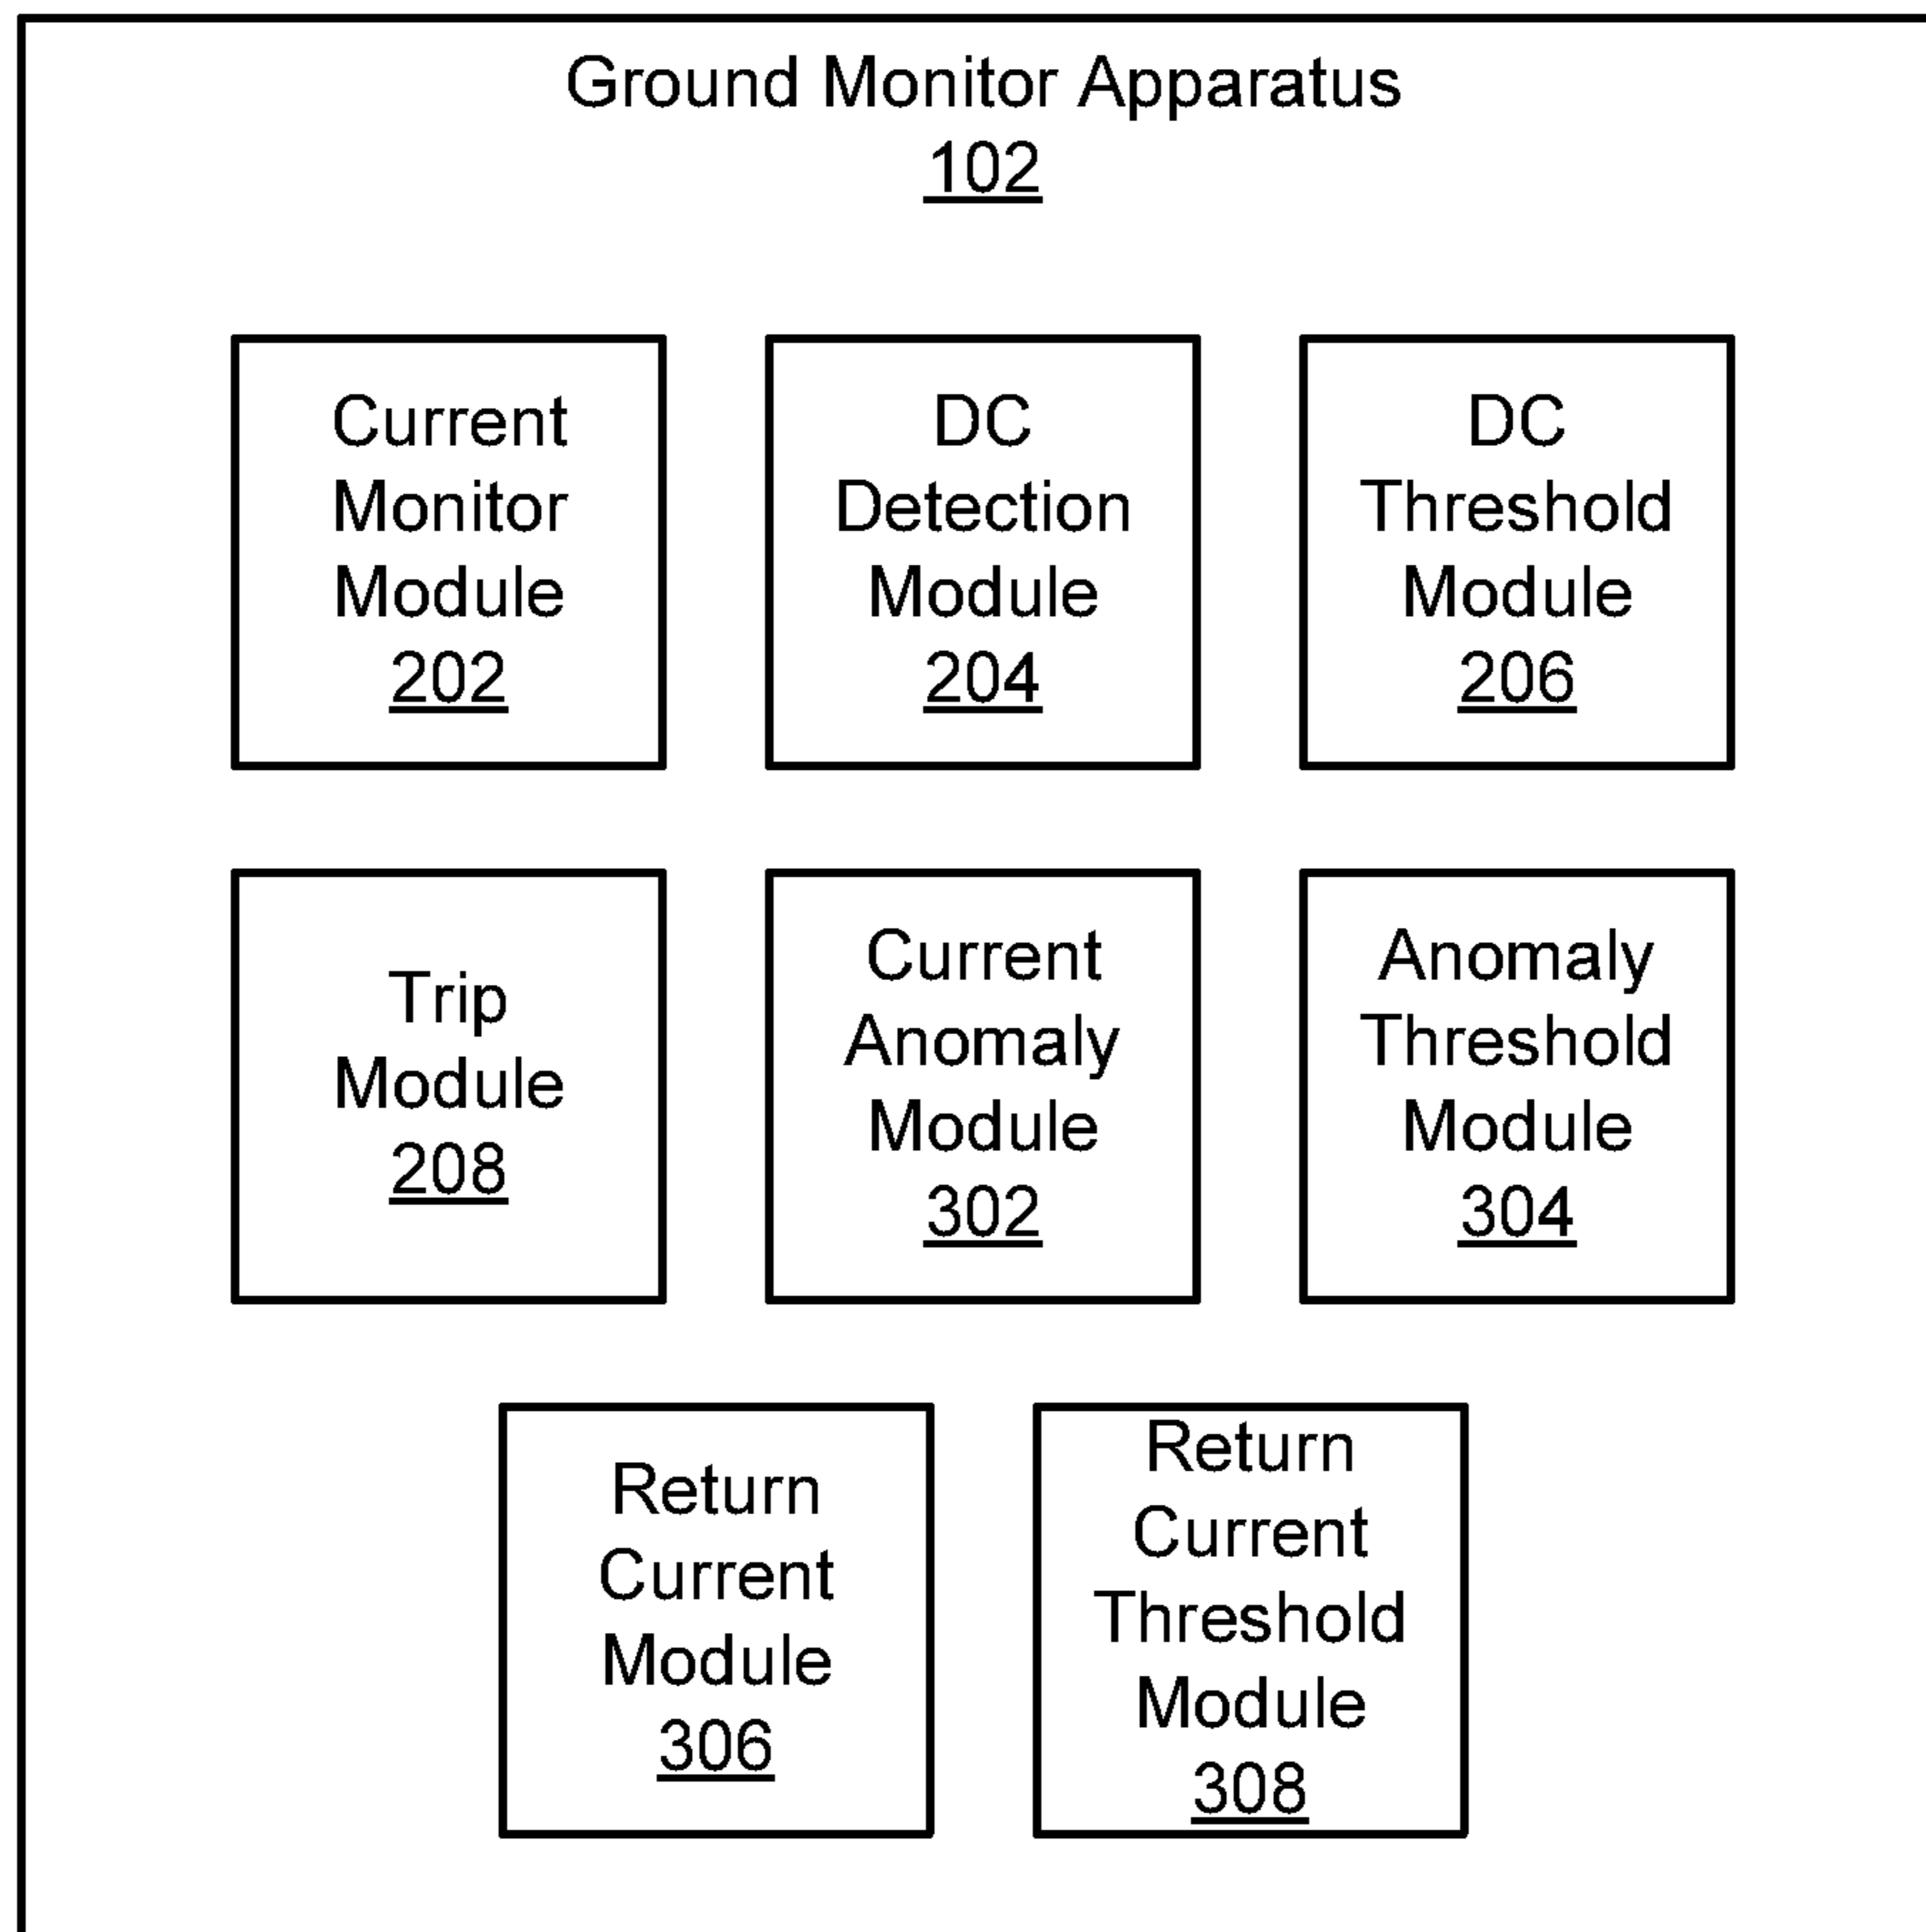 Ground Monitor Apparatus
102
Current
Monitor
Module
202
DC
Detection
Module
204
DC
Threshold
Module
206
Trip
Module
208
Current
Anomaly
Module
302
Anomaly
Threshold
Module
304
Return
Current
Module
306
Return
Current
Threshold
Module
308